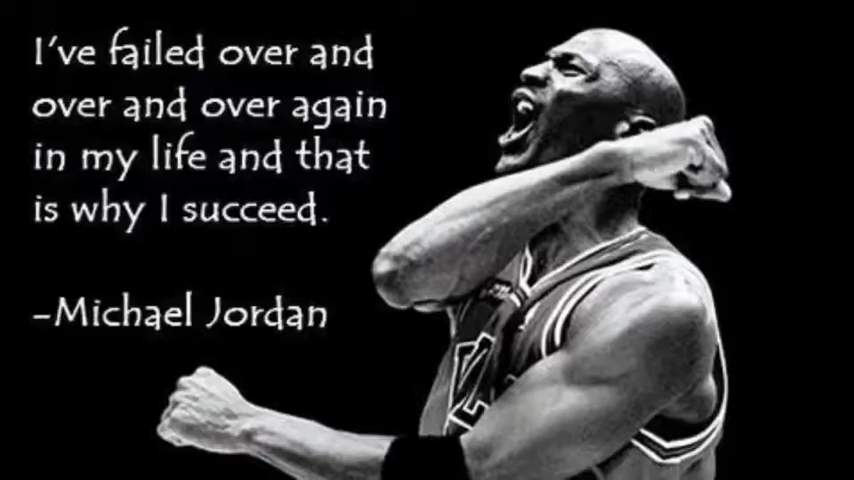 I've failed over and
over and over again
in my life and that
is why I succeed.
-Michael Jordan